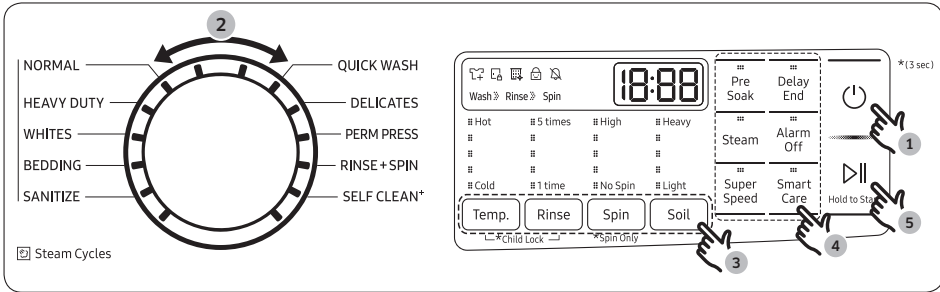 2
NORMAL
HEAVY DUTY
WHITES
BEDDING
SANITIZE
QUICK WASH
DELICATES
PERM PRESS
RINSE+SPIN
SELF CLEAN+
Steam Cycles
Wash Rinse Spin
18:88
Hot 5 times High Heavy
Cold 1 time No Spin Light
Temp. Rinse Spin Soil
*Child Lock *Spin Only
3
Pre Soak
Delay End
Steam
Alarm Off
Super Speed
Smart Care
4
*(3 sec)
1
Hold to
5